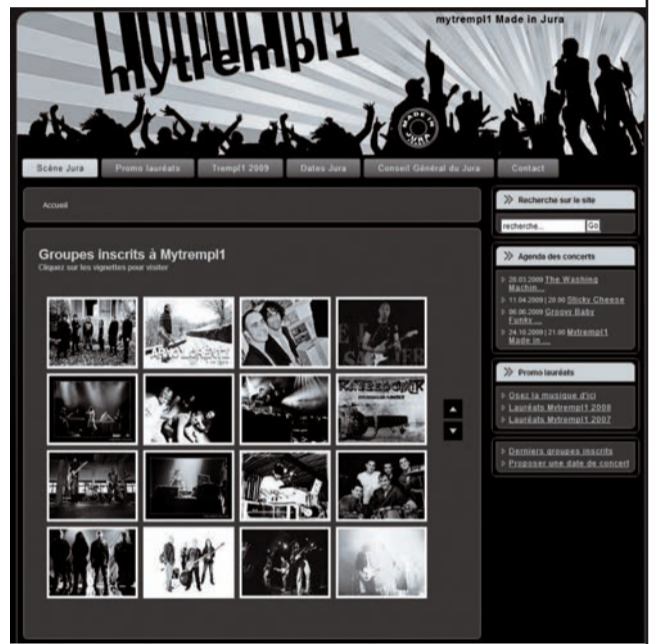 mytrempl1
mytrempl1 Made in Jura
MADE IN JURA
Scène Jura
Promo lauréats
Trempl1 2009
Dates Jura
Conseil Général du Jura
Contact
Accueil
Groupes inscrits à Mytrempl1
Cliquez sur les vignettes pour visiter
Recherche sur le site
recherche...
Go
Agenda des concerts
28.03.2009 The Washing
Machin...
11.04.2009 | 20.00 Sticky Cheese
06.06.2009 Groovy Baby
Funky ...
24.10.2009 | 21.00 Mytrempl1
Made in ...
Promo lauréats
Osez la musique d'ici
Lauréats Mytrempl1 2008
Lauréats Mytrempl1 2007
Derniers groupes inscrits
Proposer une date de concert